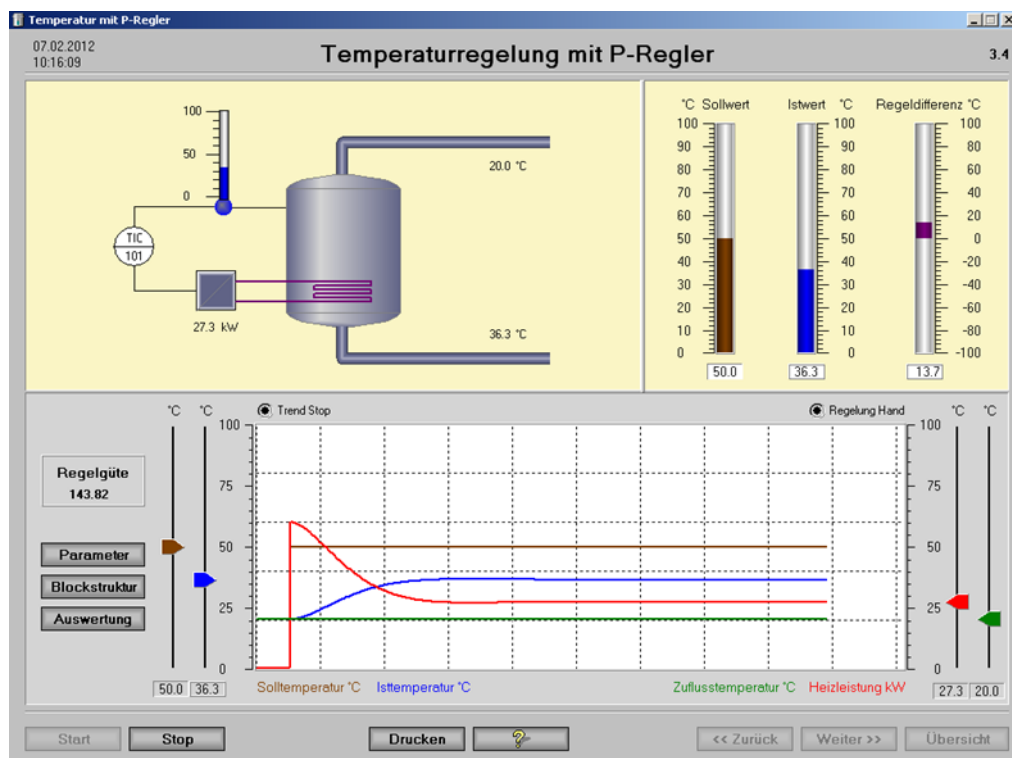 Temperatur mit P-Regler
07.02.2012
10:16:09
Temperaturregelung mit P-Regler
3.4
100
50
0
20.0 °C
TIC
101
27.3 kW
36.3 °C
°C Sollwert
Istwert °C
Regeldifferenz °C
100 100 100
90 90 80
80 80 60
70 70 40
60 60 20
50 50 0
40 40 -20
30 30 -40
20 20 -60
10 10 -80
0 0 -100
50.0
36.3
13.7
°C °C
Trend Stop
Regelung Hand
°C °C
100 100
75 75
50 50
25 25
0 0
Regelgüte
143.82
Parameter
Blockstruktur
Auswertung
50.0 36.3
Solltemperatur °C Isttemperatur °C
Zuflusstemperatur °C Heizleistung kW
27.3 20.0
Start
Stop
Drucken
?
<< Zurück
Weiter >>
Übersicht